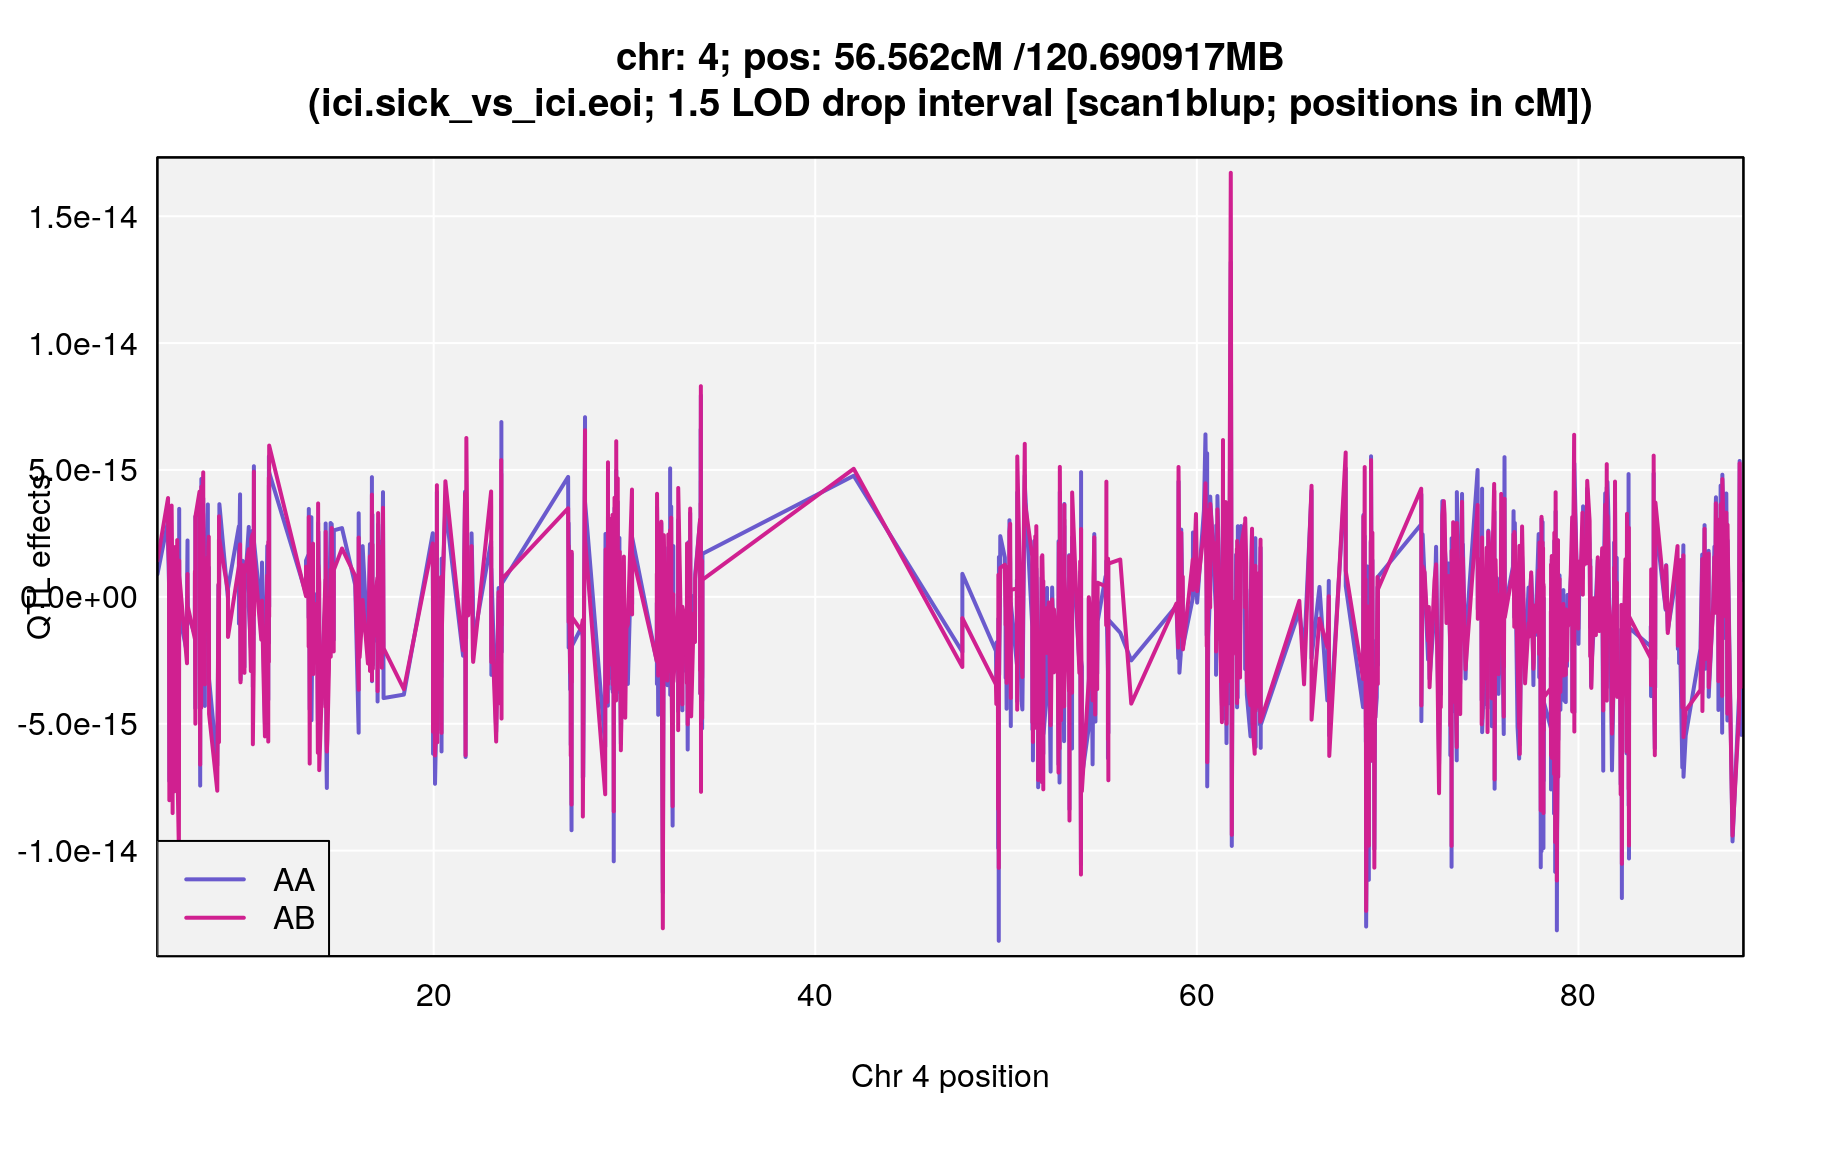 chr: 4; pos: 56.562cM /120.690917MB
(ici.sick_vs_ici.eoi; 1.5 LOD drop interval [scan1blup; positions in cM])
QTL effects
1.5e-14
1.0e-14
5.0e-15
0.0e+00
-5.0e-15
-1.0e-14
AA
AB
20 40 60 80
Chr 4 position